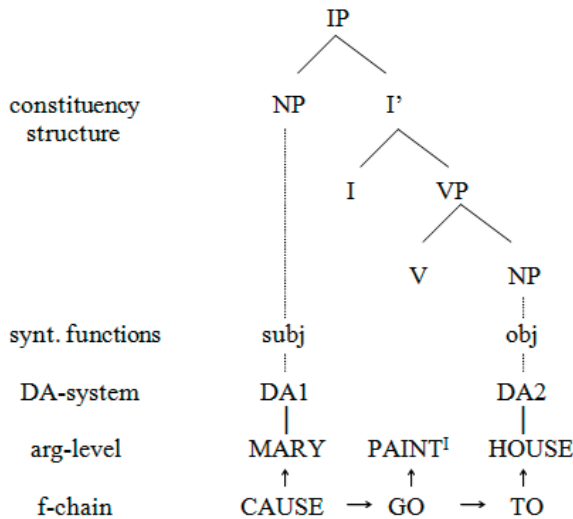 IP
constituency NP I’
structure
I VP
V NP
synt. functions subj obj
DA-system DA1 DA2
arg-level MARY PAINTᴵ HOUSE
f-chain CAUSE → GO → TO